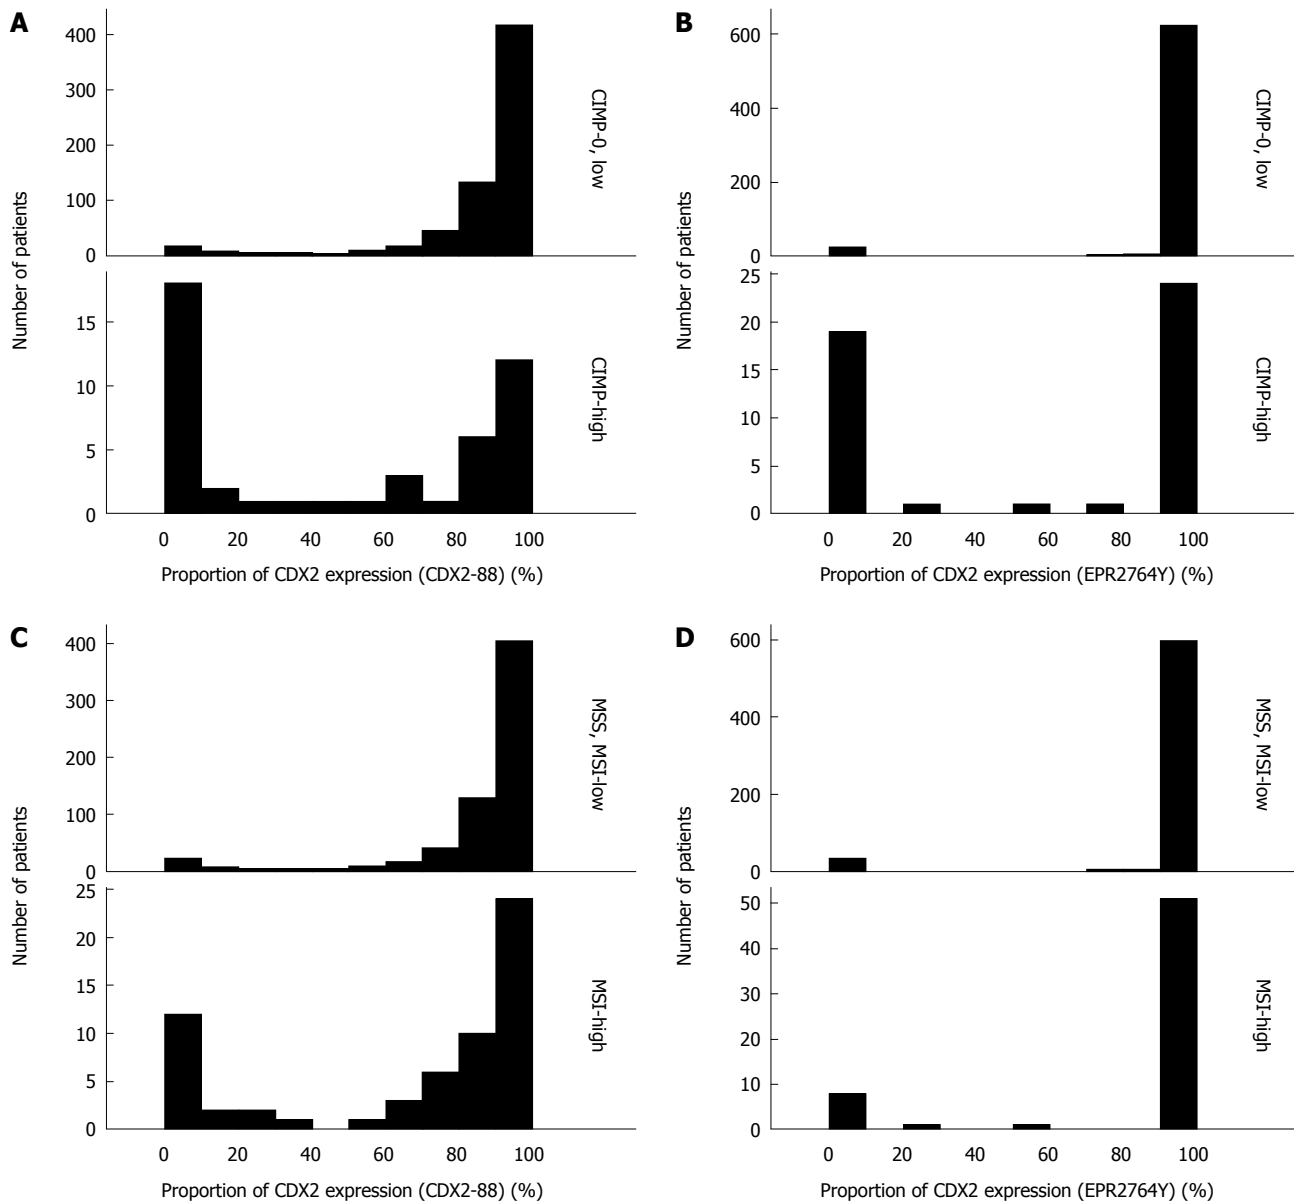 A
Number of patients
400
300
200
100
0
CIMP-0, low
15
10
5
0
CIMP-high
0 20 40 60 80 100
Proportion of CDX2 expression (CDX2-88) (%)
B
Number of patients
600
400
200
0
CIMP-0, low
25
20
15
10
5
0
CIMP-high
0 20 40 60 80 100
Proportion of CDX2 expression (EPR2764Y) (%)
C
Number of patients
400
300
200
100
0
MSS, MSI-low
25
20
15
10
5
0
MSI-high
0 20 40 60 80 100
Proportion of CDX2 expression (CDX2-88) (%)
D
Number of patients
600
400
200
0
MSS, MSI-low
50
40
30
20
10
0
MSI-high
0 20 40 60 80 100
Proportion of CDX2 expression (EPR2764Y) (%)